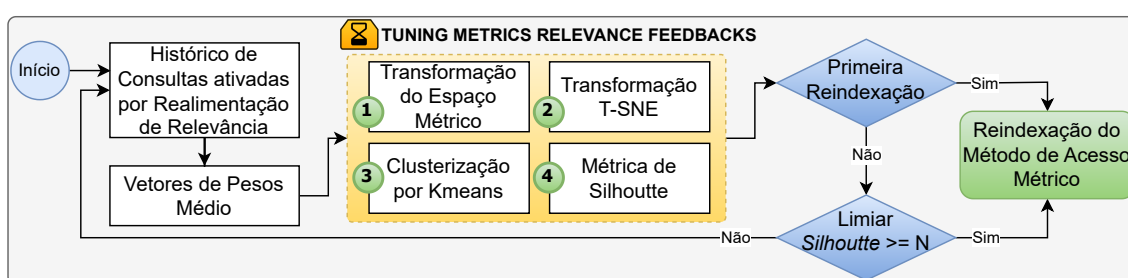 TUNING METRICS RELEVANCE FEEDBACKS
Início
Histórico de
Consultas ativadas
por Realimentação
de Relevância
Vetores de Pesos
Médio
1
Transformação
do Espaço
Métrico
2
Transformação
T-SNE
3
Clusterização
por Kmeans
4
Métrica de
Silhoutte
Primeira
Reindexação
Sim
Não
Limiar
Silhoutte >= N
Não
Sim
Reindexação do
Método de Acesso
Métrico